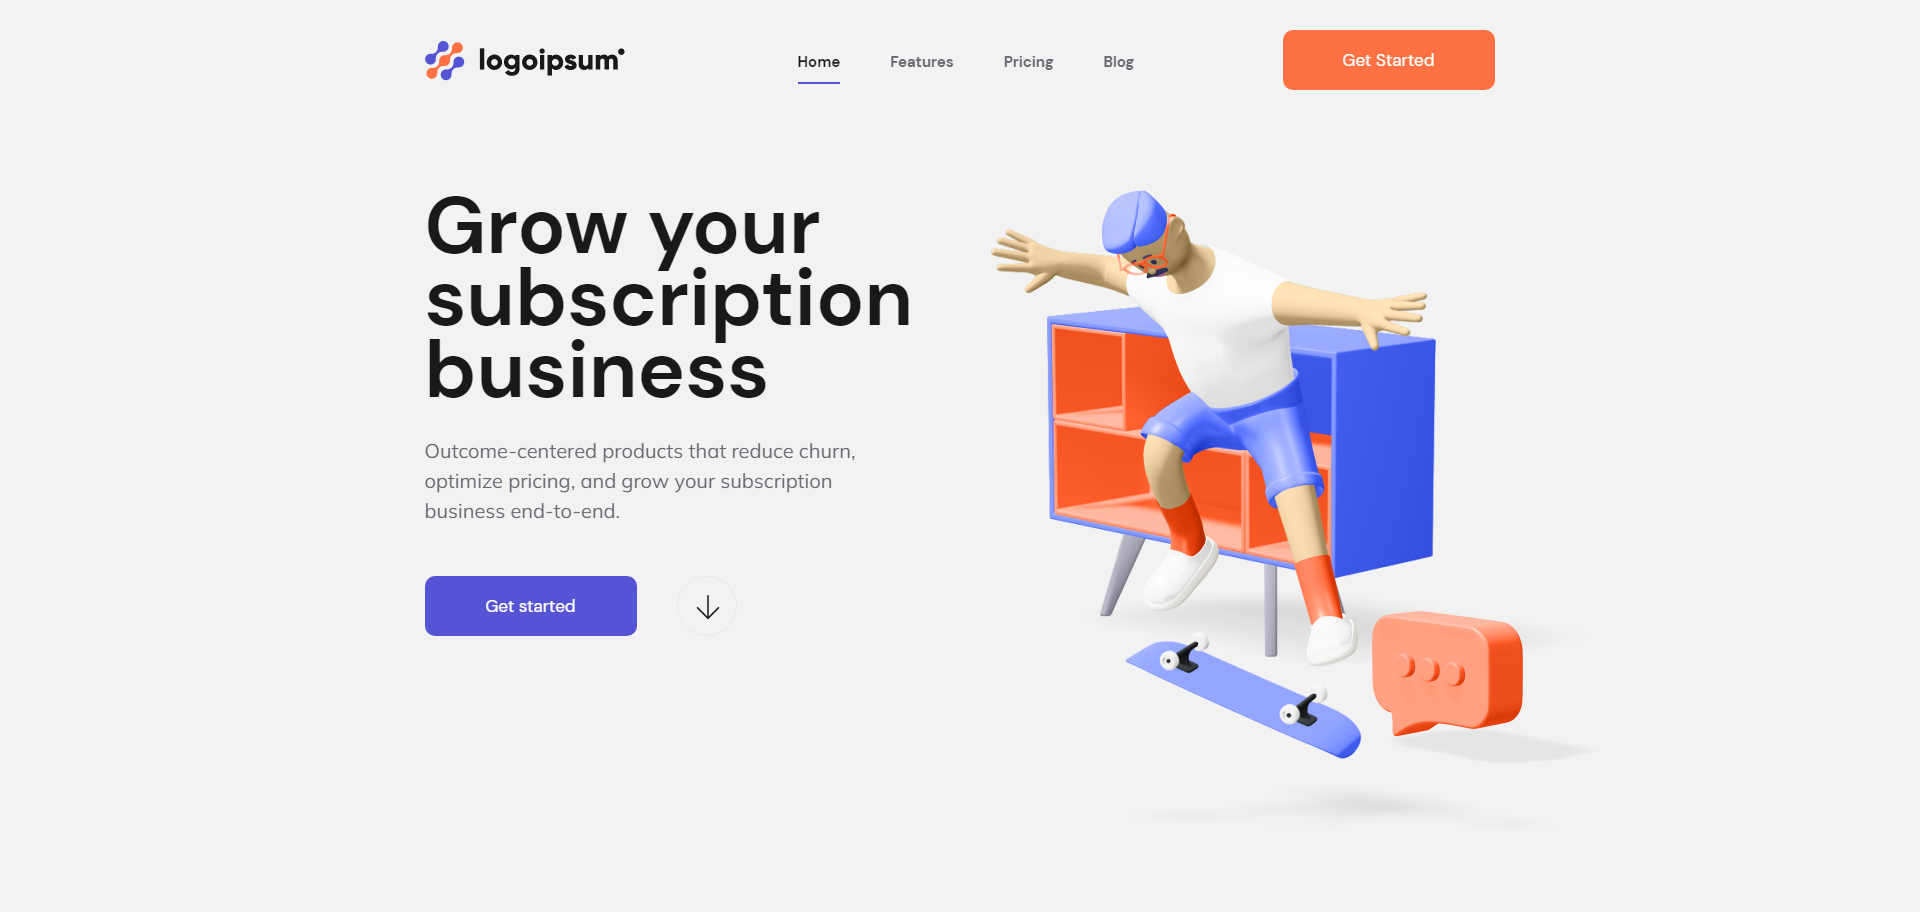 logoipsum
Home
Features
Pricing
Blog
Get Started
Grow your
subscription
business
Outcome-centered products that reduce churn,
optimize pricing, and grow your subscription
business end-to-end.
Get started